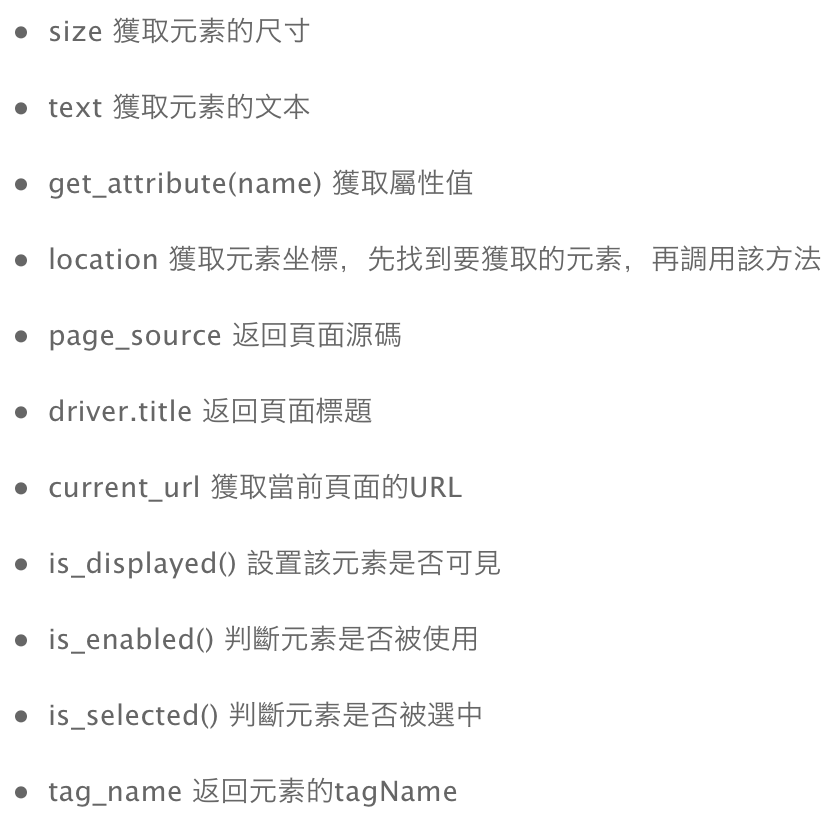 • size 獲取元素的尺寸
• text 獲取元素的文本
• get_attribute(name) 獲取屬性值
• location 獲取元素坐標，先找到要獲取的元素，再調用該方法
• page_source 返回頁面源碼
• driver.title 返回頁面標題
• current_url 獲取當前頁面的URL
• is_displayed() 設置該元素是否可見
• is_enabled() 判斷元素是否被使用
• is_selected() 判斷元素是否被選中
• tag_name 返回元素的tagName